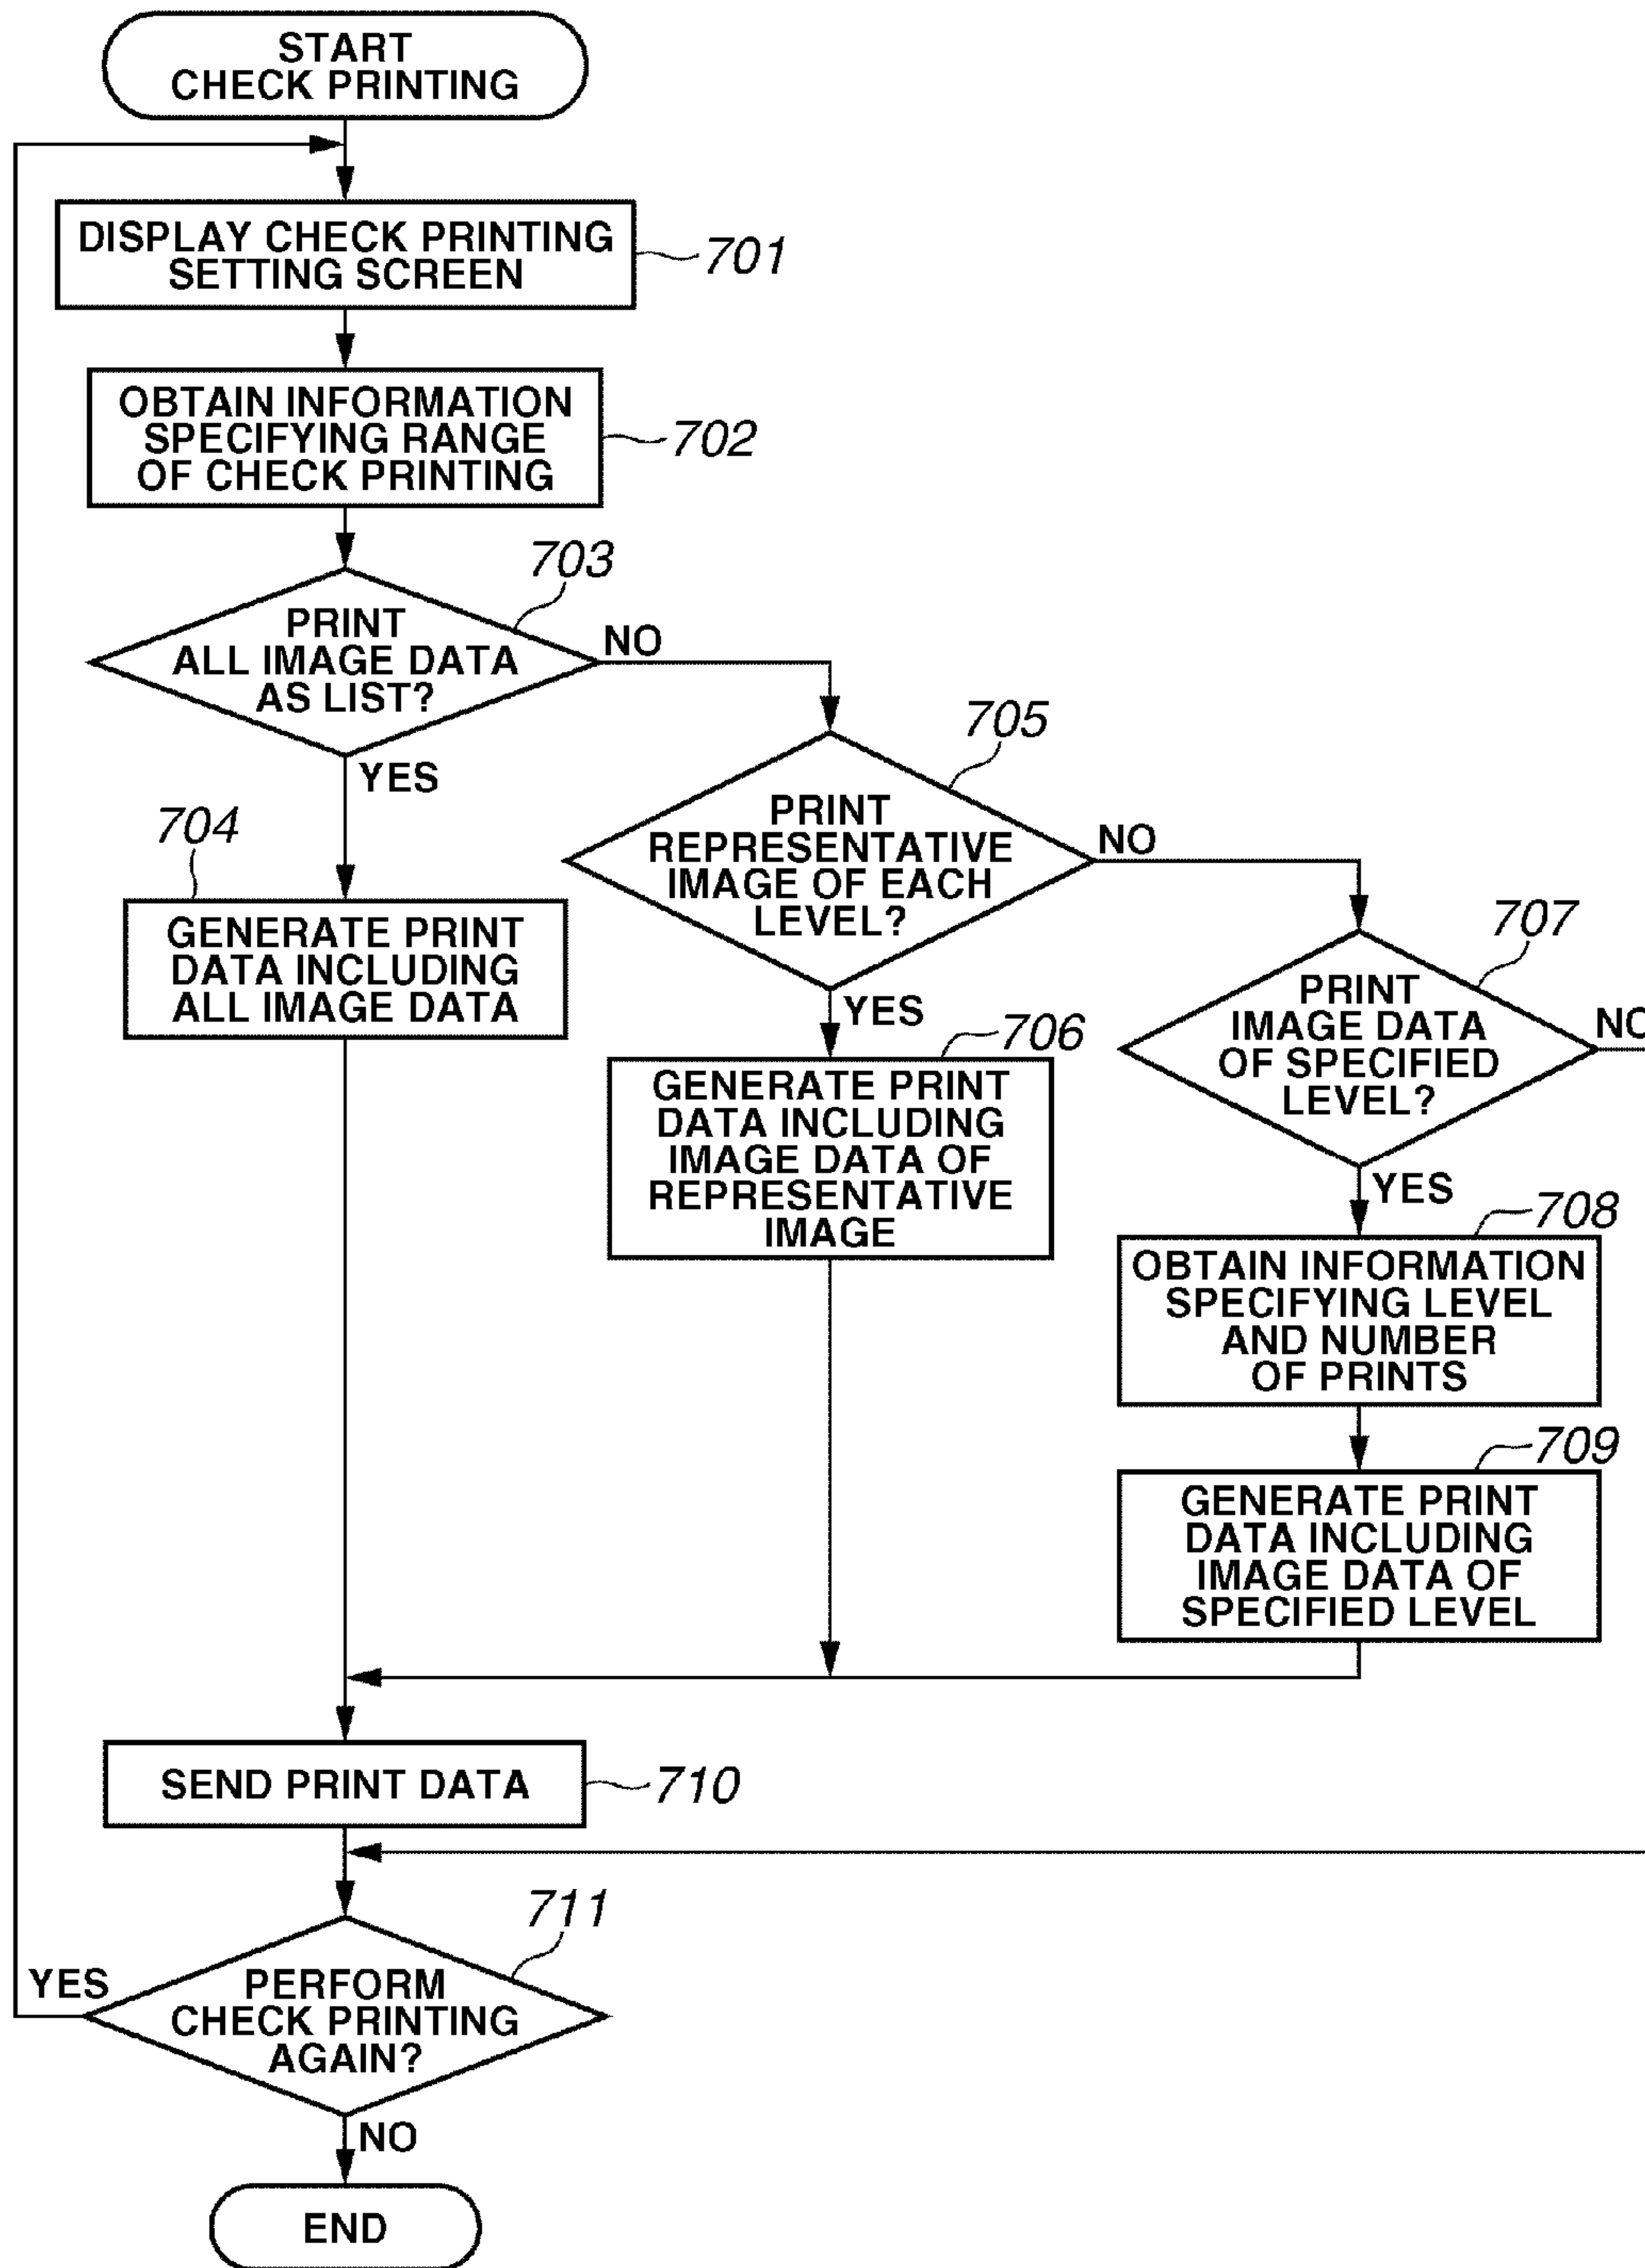 START
CHECK PRINTING
DISPLAY CHECK PRINTING
SETTING SCREEN
701
OBTAIN INFORMATION
SPECIFYING RANGE
OF CHECK PRINTING
702
703
PRINT
ALL IMAGE DATA
AS LIST?
NO
YES
704
GENERATE PRINT
DATA INCLUDING
ALL IMAGE DATA
705
PRINT
REPRESENTATIVE
IMAGE OF EACH
LEVEL?
NO
YES
706
GENERATE PRINT
DATA INCLUDING
IMAGE DATA OF
REPRESENTATIVE
IMAGE
707
PRINT
IMAGE DATA
OF SPECIFIED
LEVEL?
NO
YES
708
OBTAIN INFORMATION
SPECIFYING LEVEL
AND NUMBER
OF PRINTS
709
GENERATE PRINT
DATA INCLUDING
IMAGE DATA OF
SPECIFIED LEVEL
SEND PRINT DATA
710
711
YES
PERFORM
CHECK PRINTING
AGAIN?
NO
END